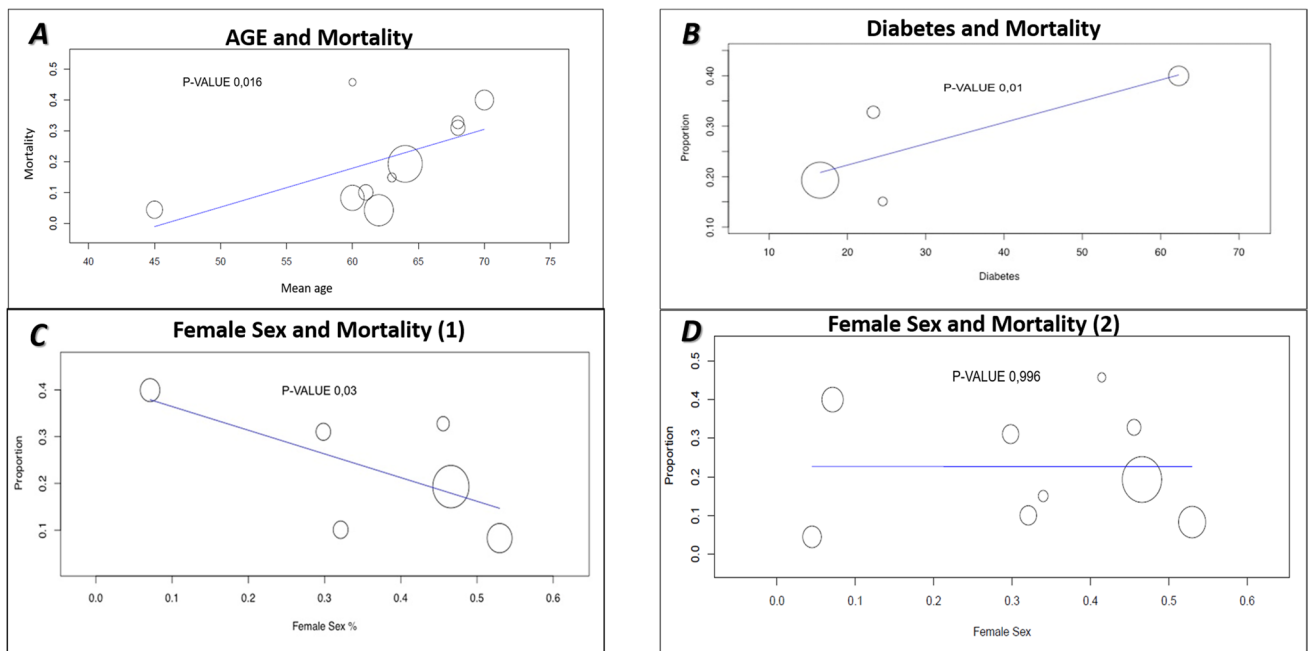 A
AGE and Mortality
P-VALUE 0,016
Mortality
0.5
0.4
0.3
0.2
0.1
0.0
40 45 50 55 60 65 70 75
Mean age
B
Diabetes and Mortality
P-VALUE 0,01
Proportion
0.40
0.30
0.20
0.10
10 20 30 40 50 60 70
Diabetes
C
Female Sex and Mortality (1)
P-VALUE 0,03
Proportion
0.4
0.3
0.2
0.1
0.0 0.1 0.2 0.3 0.4 0.5 0.6
Female Sex %
D
Female Sex and Mortality (2)
P-VALUE 0,996
Proportion
0.5
0.4
0.3
0.2
0.1
0.0
0.0 0.1 0.2 0.3 0.4 0.5 0.6
Female Sex